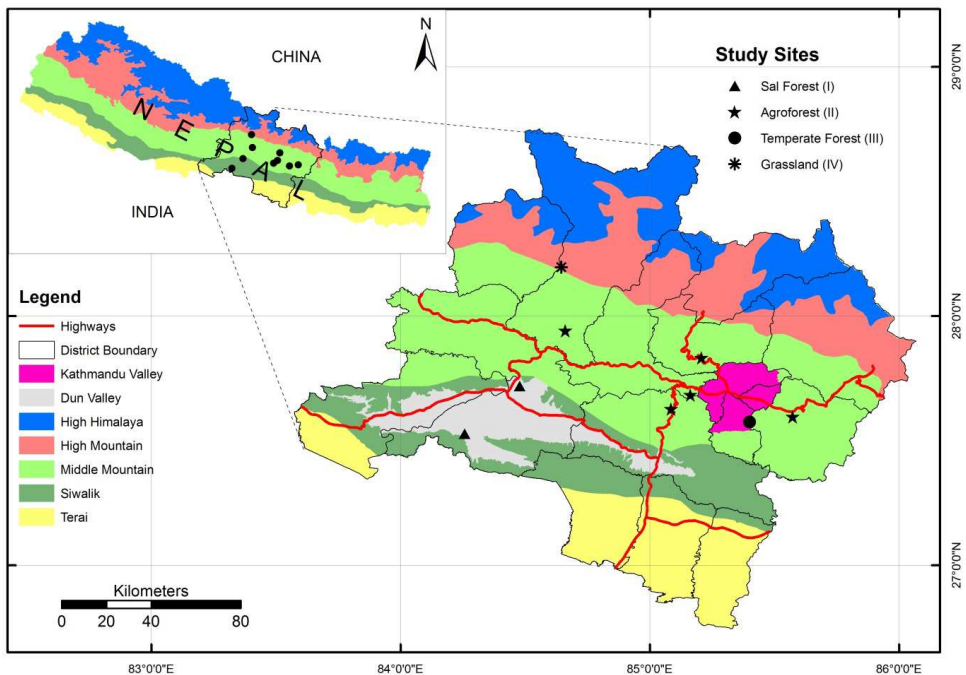 N
CHINA
NEPAL
INDIA
Study Sites
Sal Forest (I)
Agroforest (II)
Temperate Forest (III)
Grassland (IV)
Legend
Highways
District Boundary
Kathmandu Valley
Dun Valley
High Himalaya
High Mountain
Middle Mountain
Siwalik
Terai
Kilometers
0 20 40 80
83°0'0"E 84°0'0"E 85°0'0"E 86°0'0"E
29°0'0"N
28°0'0"N
27°0'0"N